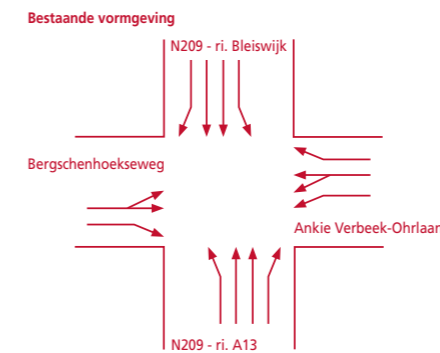 Bestaande vormgeving
N209 - ri. Bleiswijk
Bergschenhoekseweg
Ankie Verbeek-Ohrlaan
N209 - ri. A13